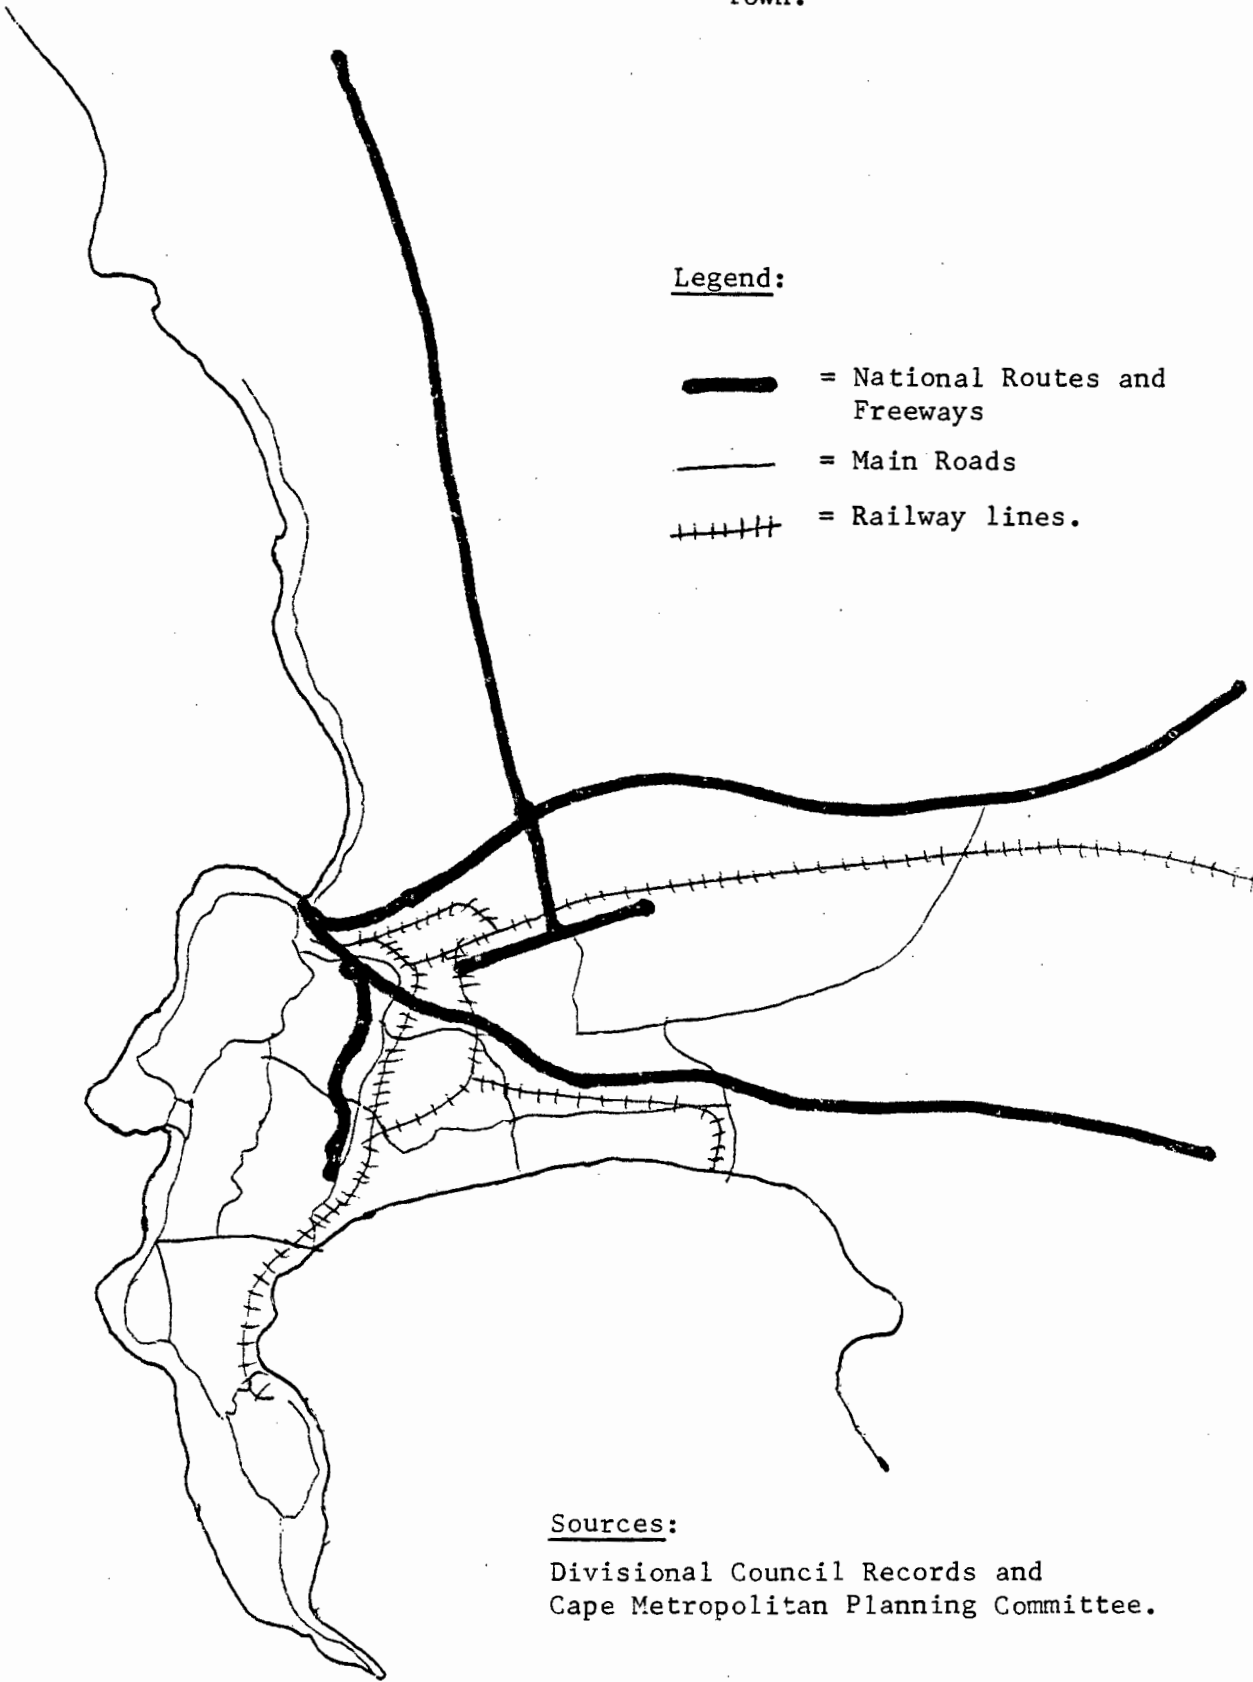 Town.
Legend:
= National Routes and
Freeways
= Main Roads
= Railway lines.
Sources:
Divisional Council Records and
Cape Metropolitan Planning Committee.